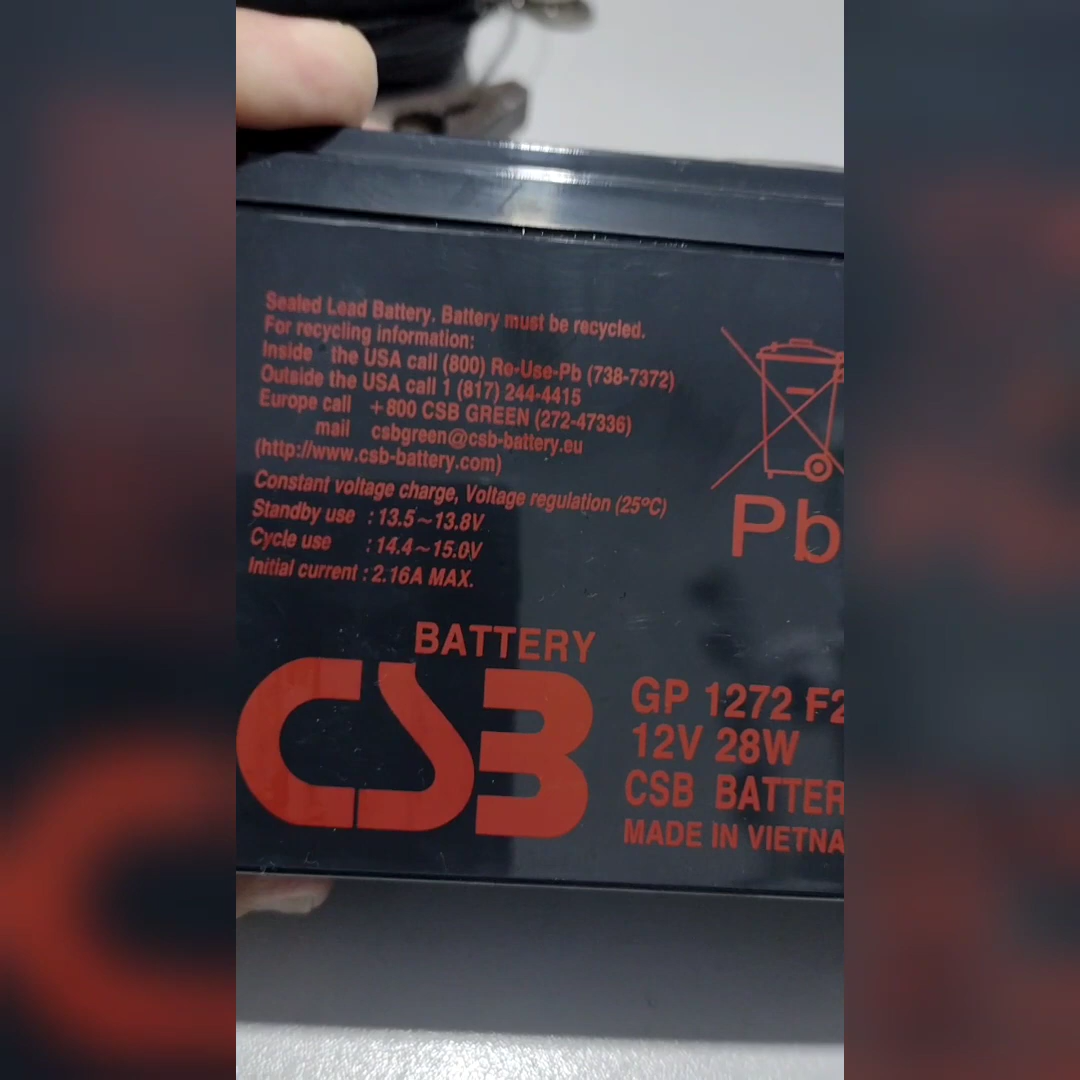 Sealed Lead Battery. Battery must be recycled.
For recycling information:
Inside the USA call (800) Re-Use-Pb (738-7372)
Outside the USA call 1 (817) 244-4415
Europe call +800 CSB GREEN (272-47336)
mail csbgreen@csb-battery.eu
(http://www.csb-battery.com)
Constant voltage charge, Voltage regulation (25°C)
Standby use : 13.5~13.8V
Cycle use : 14.4~15.0V
Initial current : 2.16A MAX.
Pb
BATTERY
CSB
GP 1272 F2
12V 28W
CSB BATTER
MADE IN VIETNA